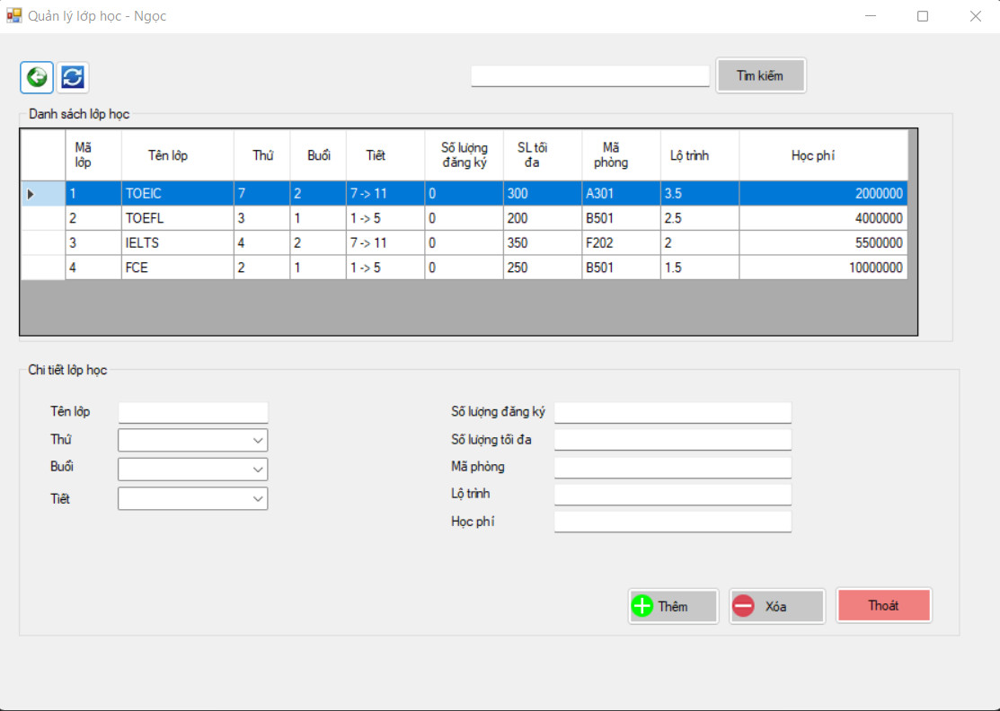 Quản lý lớp học - Ngọc
Tìm kiếm
Danh sách lớp học
Mã lớp Tên lớp Thứ Buổi Tiết Số lượng đăng ký SL tối đa Mã phòng Lộ trình Học phí
1 TOEIC 7 2 7 -> 11 0 300 A301 3.5 2000000
2 TOEFL 3 1 1 -> 5 0 200 B501 2.5 4000000
3 IELTS 4 2 7 -> 11 0 350 F202 2 5500000
4 FCE 2 1 1 -> 5 0 250 B501 1.5 10000000
Chi tiết lớp học
Tên lớp
Thứ
Buổi
Tiết
Số lượng đăng ký
Số lượng tối đa
Mã phòng
Lộ trình
Học phí
Thêm
Xóa
Thoát